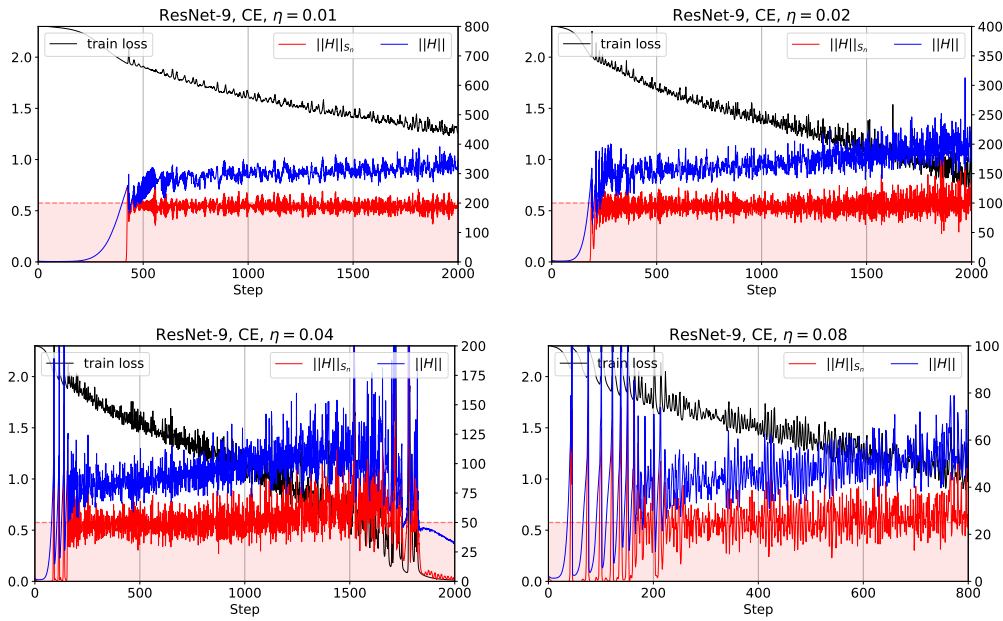 ResNet-9, CE, η = 0.01
train loss
||H||Sₙ ||H||
2.0
1.5
1.0
0.5
0.0
800
700
600
500
400
300
200
100
0
0 500 1000 1500 2000
Step
ResNet-9, CE, η = 0.02
train loss
||H||Sₙ ||H||
2.0
1.5
1.0
0.5
0.0
400
350
300
250
200
150
100
50
0
0 500 1000 1500 2000
Step
ResNet-9, CE, η = 0.04
train loss
||H||Sₙ ||H||
2.0
1.5
1.0
0.5
0.0
200
175
150
125
100
75
50
25
0
0 500 1000 1500 2000
Step
ResNet-9, CE, η = 0.08
train loss
||H||Sₙ ||H||
2.0
1.5
1.0
0.5
0.0
100
80
60
40
20
0
0 200 400 600 800
Step